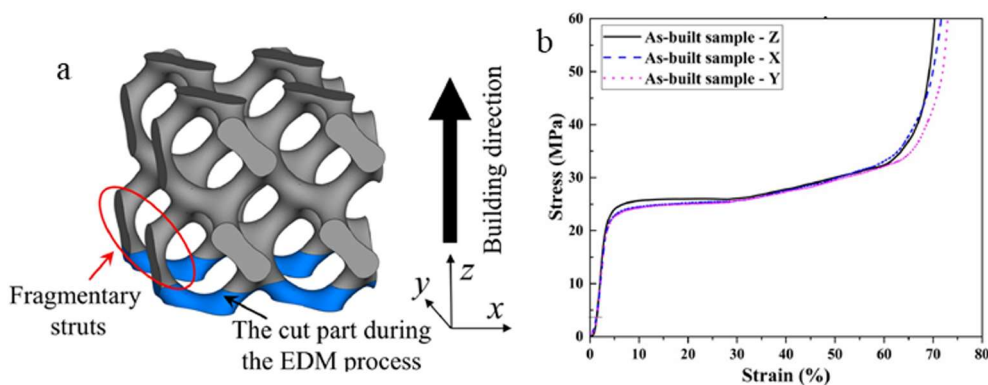 a
Building direction
z
y
x
Fragmentary
struts
The cut part during
the EDM process
b
As-built sample - Z
As-built sample - X
As-built sample - Y
Stress (MPa)
60
50
40
30
20
10
0
0 10 20 30 40 50 60 70 80
Strain (%)